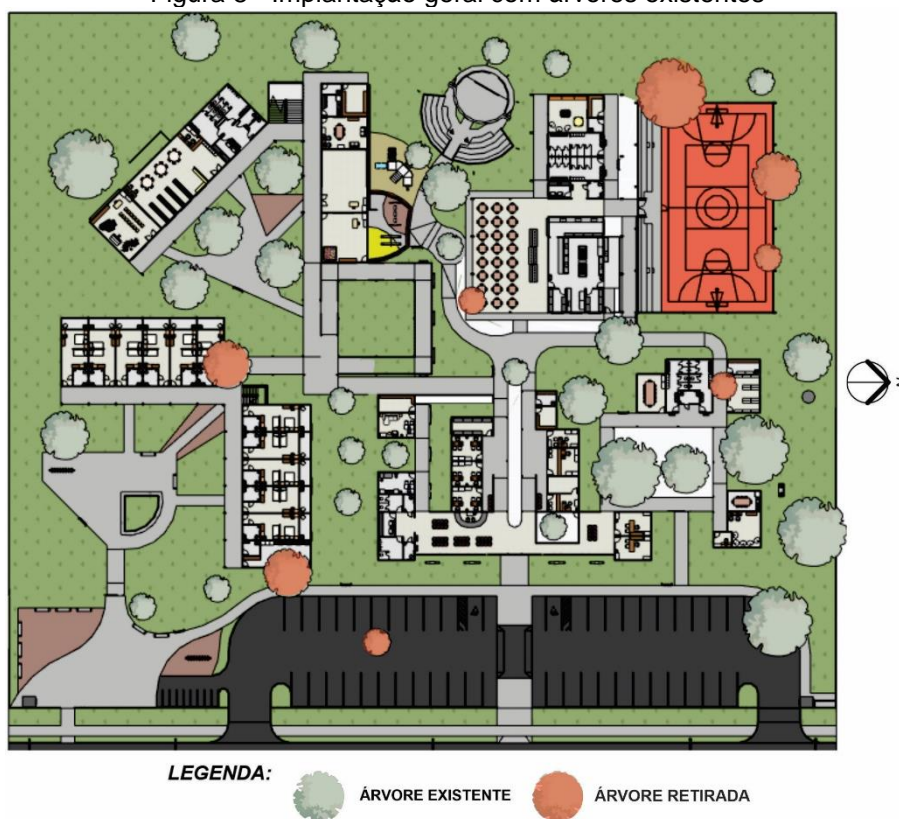 Figura 8 - Implantação geral com árvores existentes
N
LEGENDA:
ÁRVORE EXISTENTE
ÁRVORE RETIRADA